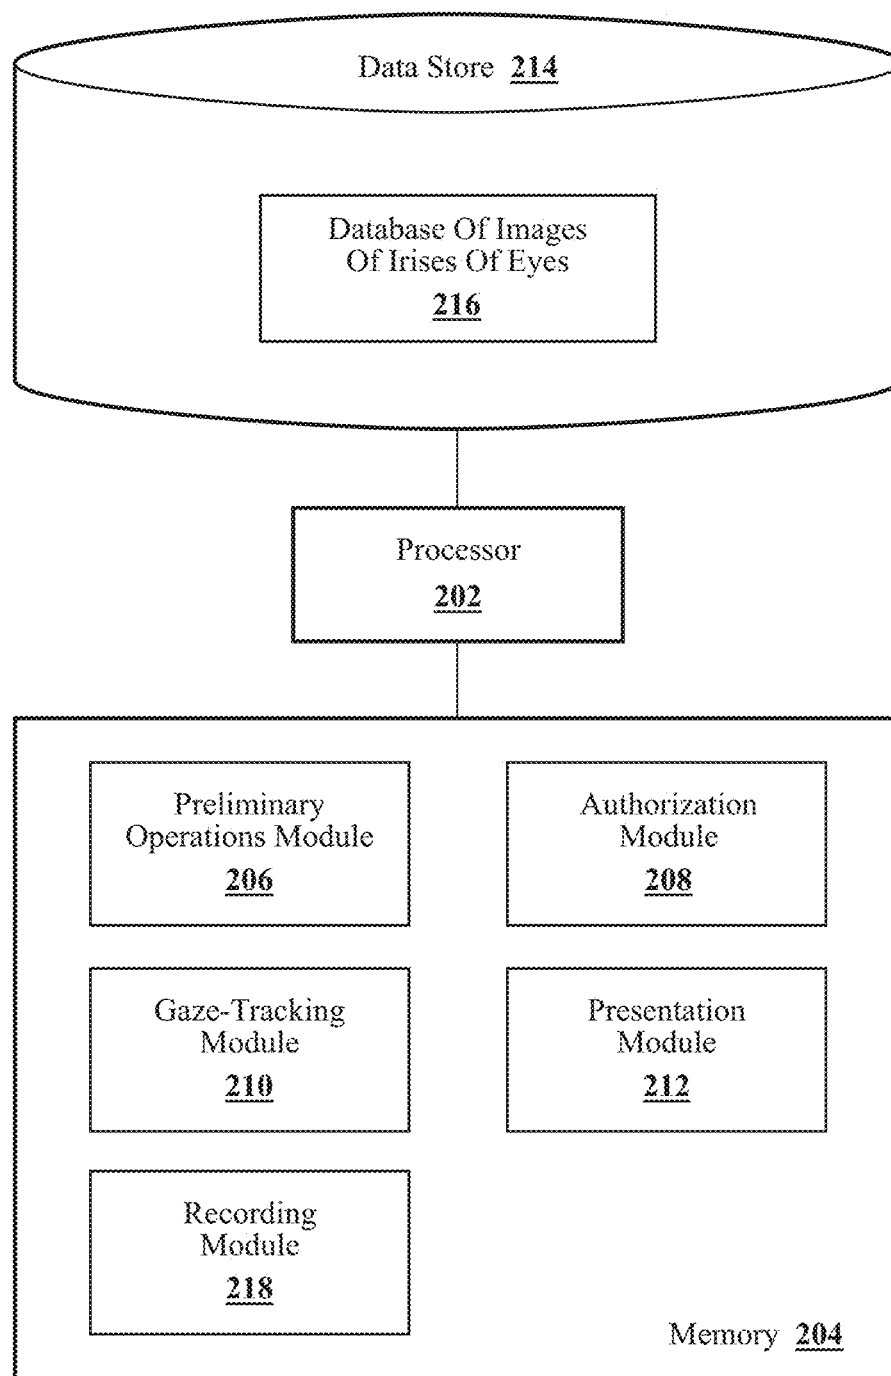 Data Store 214
Database Of Images
Of Irises Of Eyes
216
Processor
202
Preliminary
Operations Module
206
Authorization
Module
208
Gaze-Tracking
Module
210
Presentation
Module
212
Recording
Module
218
Memory 204